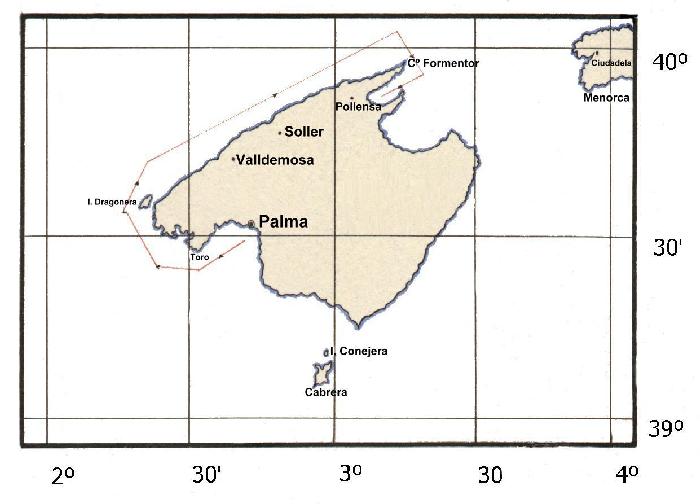 Cº Formentor
40º
Ciudadela
Menorca
Pollensa
Soller
Valldemosa
I. Dragonera
Palma
Toro
30'
I. Conejera
Cabrera
39º
2º
30'
3º
30
4º